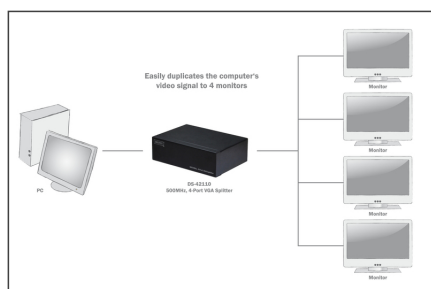 Easily duplicates the computer's
video signal to 4 monitors
PC
DS-42110
500MHz, 4-Port VGA Splitter
Monitor
Monitor
Monitor
Monitor